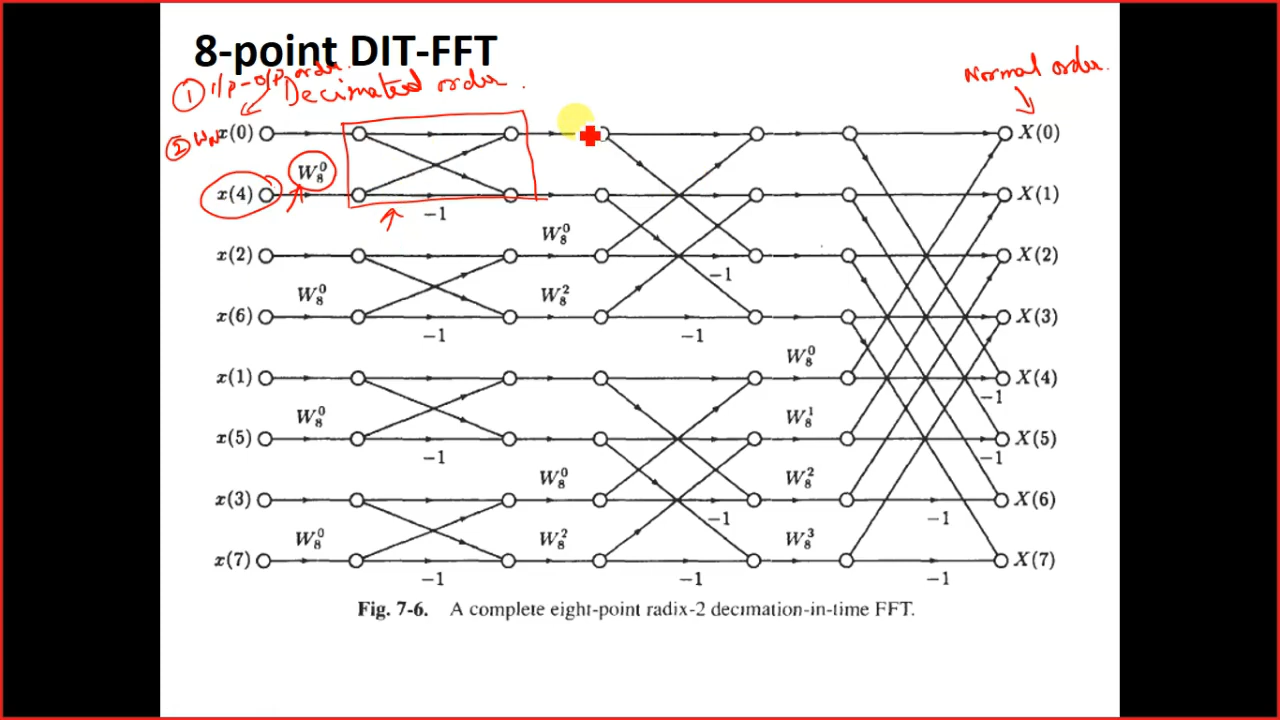 8-point DIT-FFT
① i/p - o/p order
Decimated order.
Normal order.
② W_N
x(0) X(0)
W₈⁰
x(4) X(1)
−1
W₈⁰
x(2) X(2)
−1
W₈⁰ W₈²
x(6) X(3)
−1 −1
W₈⁰
x(1) X(4)
−1
W₈⁰ W₈¹
x(5) X(5)
−1 −1
W₈⁰ W₈²
x(3) X(6)
−1 −1
W₈⁰ W₈² W₈³
x(7) X(7)
−1 −1 −1
Fig. 7-6. A complete eight-point radix-2 decimation-in-time FFT.